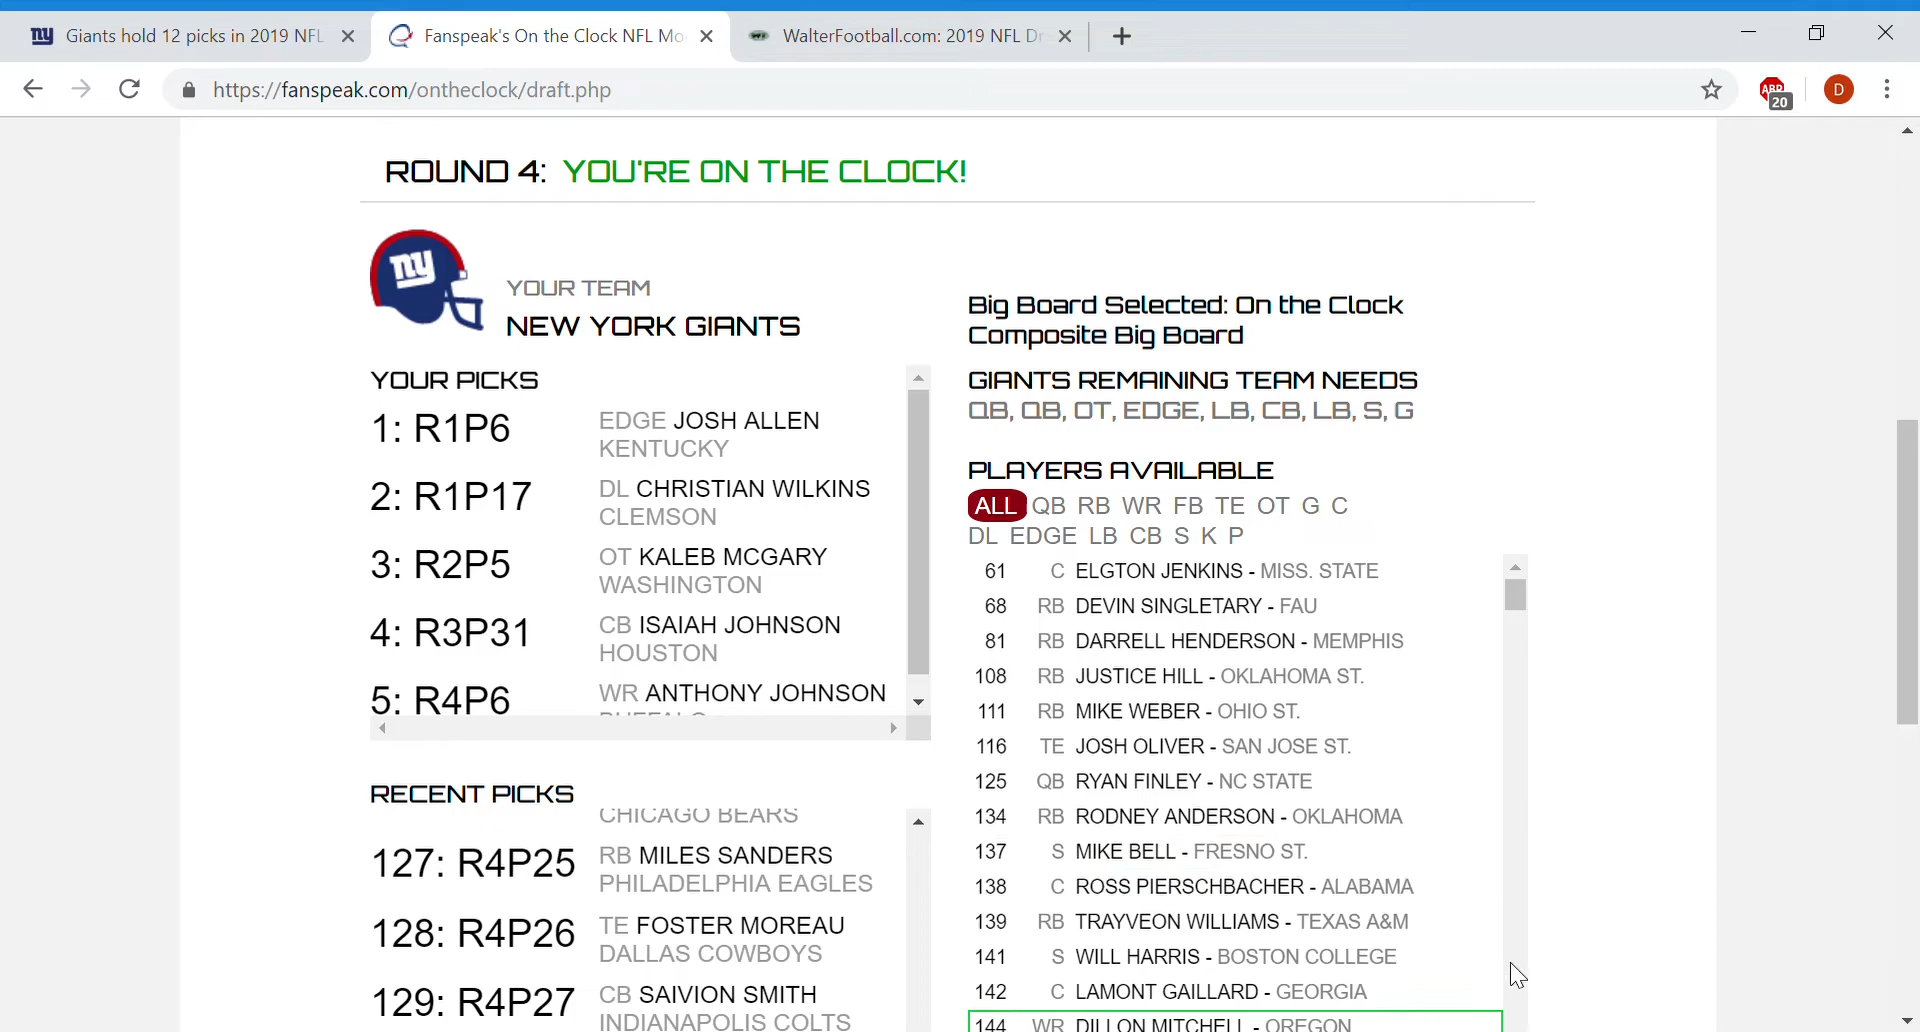 ny Giants hold 12 picks in 2019 NFL
Fanspeak's On the Clock NFL Mo
WalterFootball.com: 2019 NFL Dr
https://fanspeak.com/ontheclock/draft.php
ABP
20
D
ROUND 4: YOU'RE ON THE CLOCK!
ny
YOUR TEAM
NEW YORK GIANTS
Big Board Selected: On the Clock
Composite Big Board
GIANTS REMAINING TEAM NEEDS
QB, QB, OT, EDGE, LB, CB, LB, S, G
YOUR PICKS
1: R1P6 EDGE JOSH ALLEN
KENTUCKY
2: R1P17 DL CHRISTIAN WILKINS
CLEMSON
3: R2P5 OT KALEB MCGARY
WASHINGTON
4: R3P31 CB ISAIAH JOHNSON
HOUSTON
5: R4P6 WR ANTHONY JOHNSON
BUFFALO
RECENT PICKS
CHICAGO BEARS
127: R4P25 RB MILES SANDERS
PHILADELPHIA EAGLES
128: R4P26 TE FOSTER MOREAU
DALLAS COWBOYS
129: R4P27 CB SAIVION SMITH
INDIANAPOLIS COLTS
PLAYERS AVAILABLE
ALL QB RB WR FB TE OT G C
DL EDGE LB CB S K P
61 C ELGTON JENKINS - MISS. STATE
68 RB DEVIN SINGLETARY - FAU
81 RB DARRELL HENDERSON - MEMPHIS
108 RB JUSTICE HILL - OKLAHOMA ST.
111 RB MIKE WEBER - OHIO ST.
116 TE JOSH OLIVER - SAN JOSE ST.
125 QB RYAN FINLEY - NC STATE
134 RB RODNEY ANDERSON - OKLAHOMA
137 S MIKE BELL - FRESNO ST.
138 C ROSS PIERSCHBACHER - ALABAMA
139 RB TRAYVEON WILLIAMS - TEXAS A&M
141 S WILL HARRIS - BOSTON COLLEGE
142 C LAMONT GAILLARD - GEORGIA
144 WR DILLON MITCHELL - OREGON